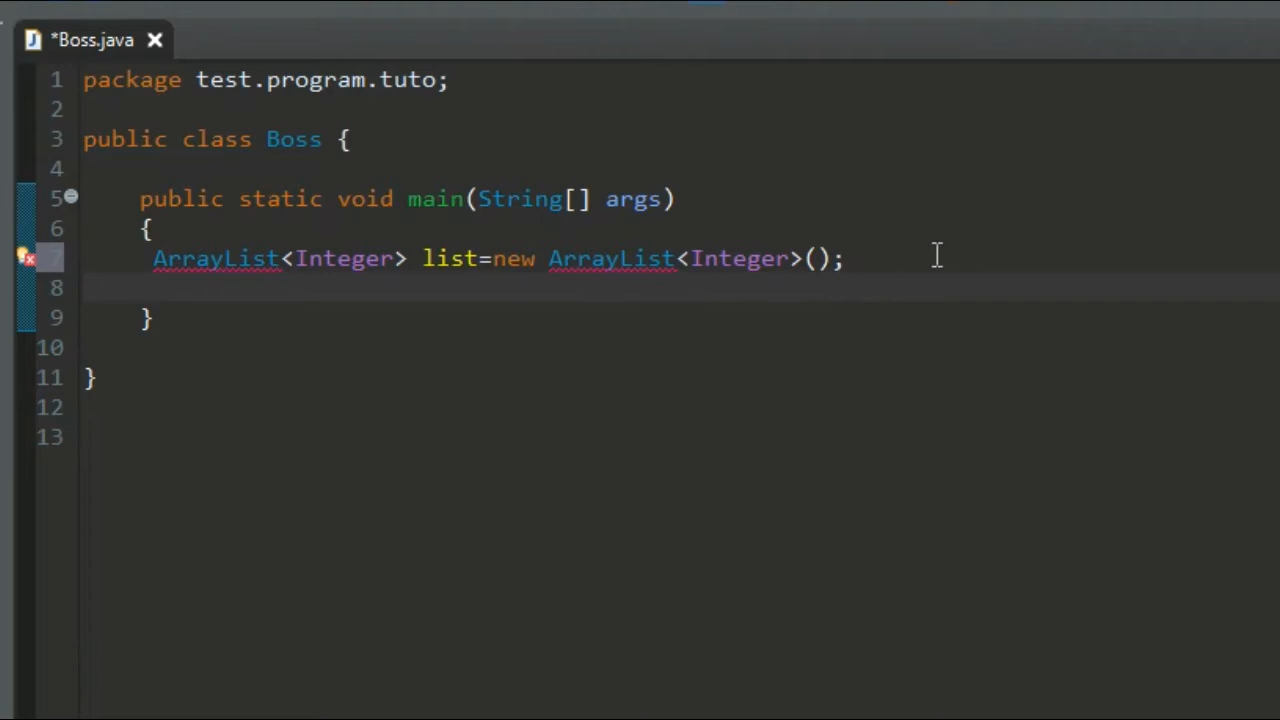 *Boss.java
1 package test.program.tuto;
2
3 public class Boss {
4
5 public static void main(String[] args)
6 {
7 ArrayList<Integer> list=new ArrayList<Integer>();
8
9 }
10
11 }
12
13